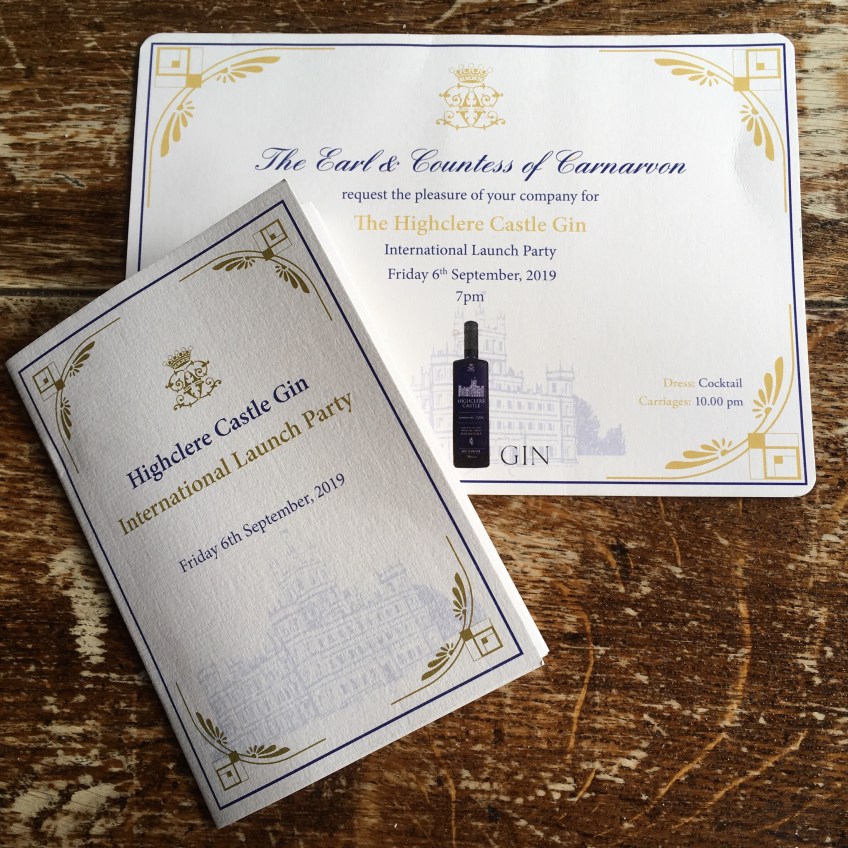 The Earl & Countess of Carnarvon
request the pleasure of your company for
The Highclere Castle Gin
International Launch Party
Friday 6th September, 2019
7pm
HIGHCLERE
CASTLE
GIN
Dress: Cocktail
Carriages: 10.00 pm
Highclere Castle Gin
International Launch Party
Friday 6th September, 2019